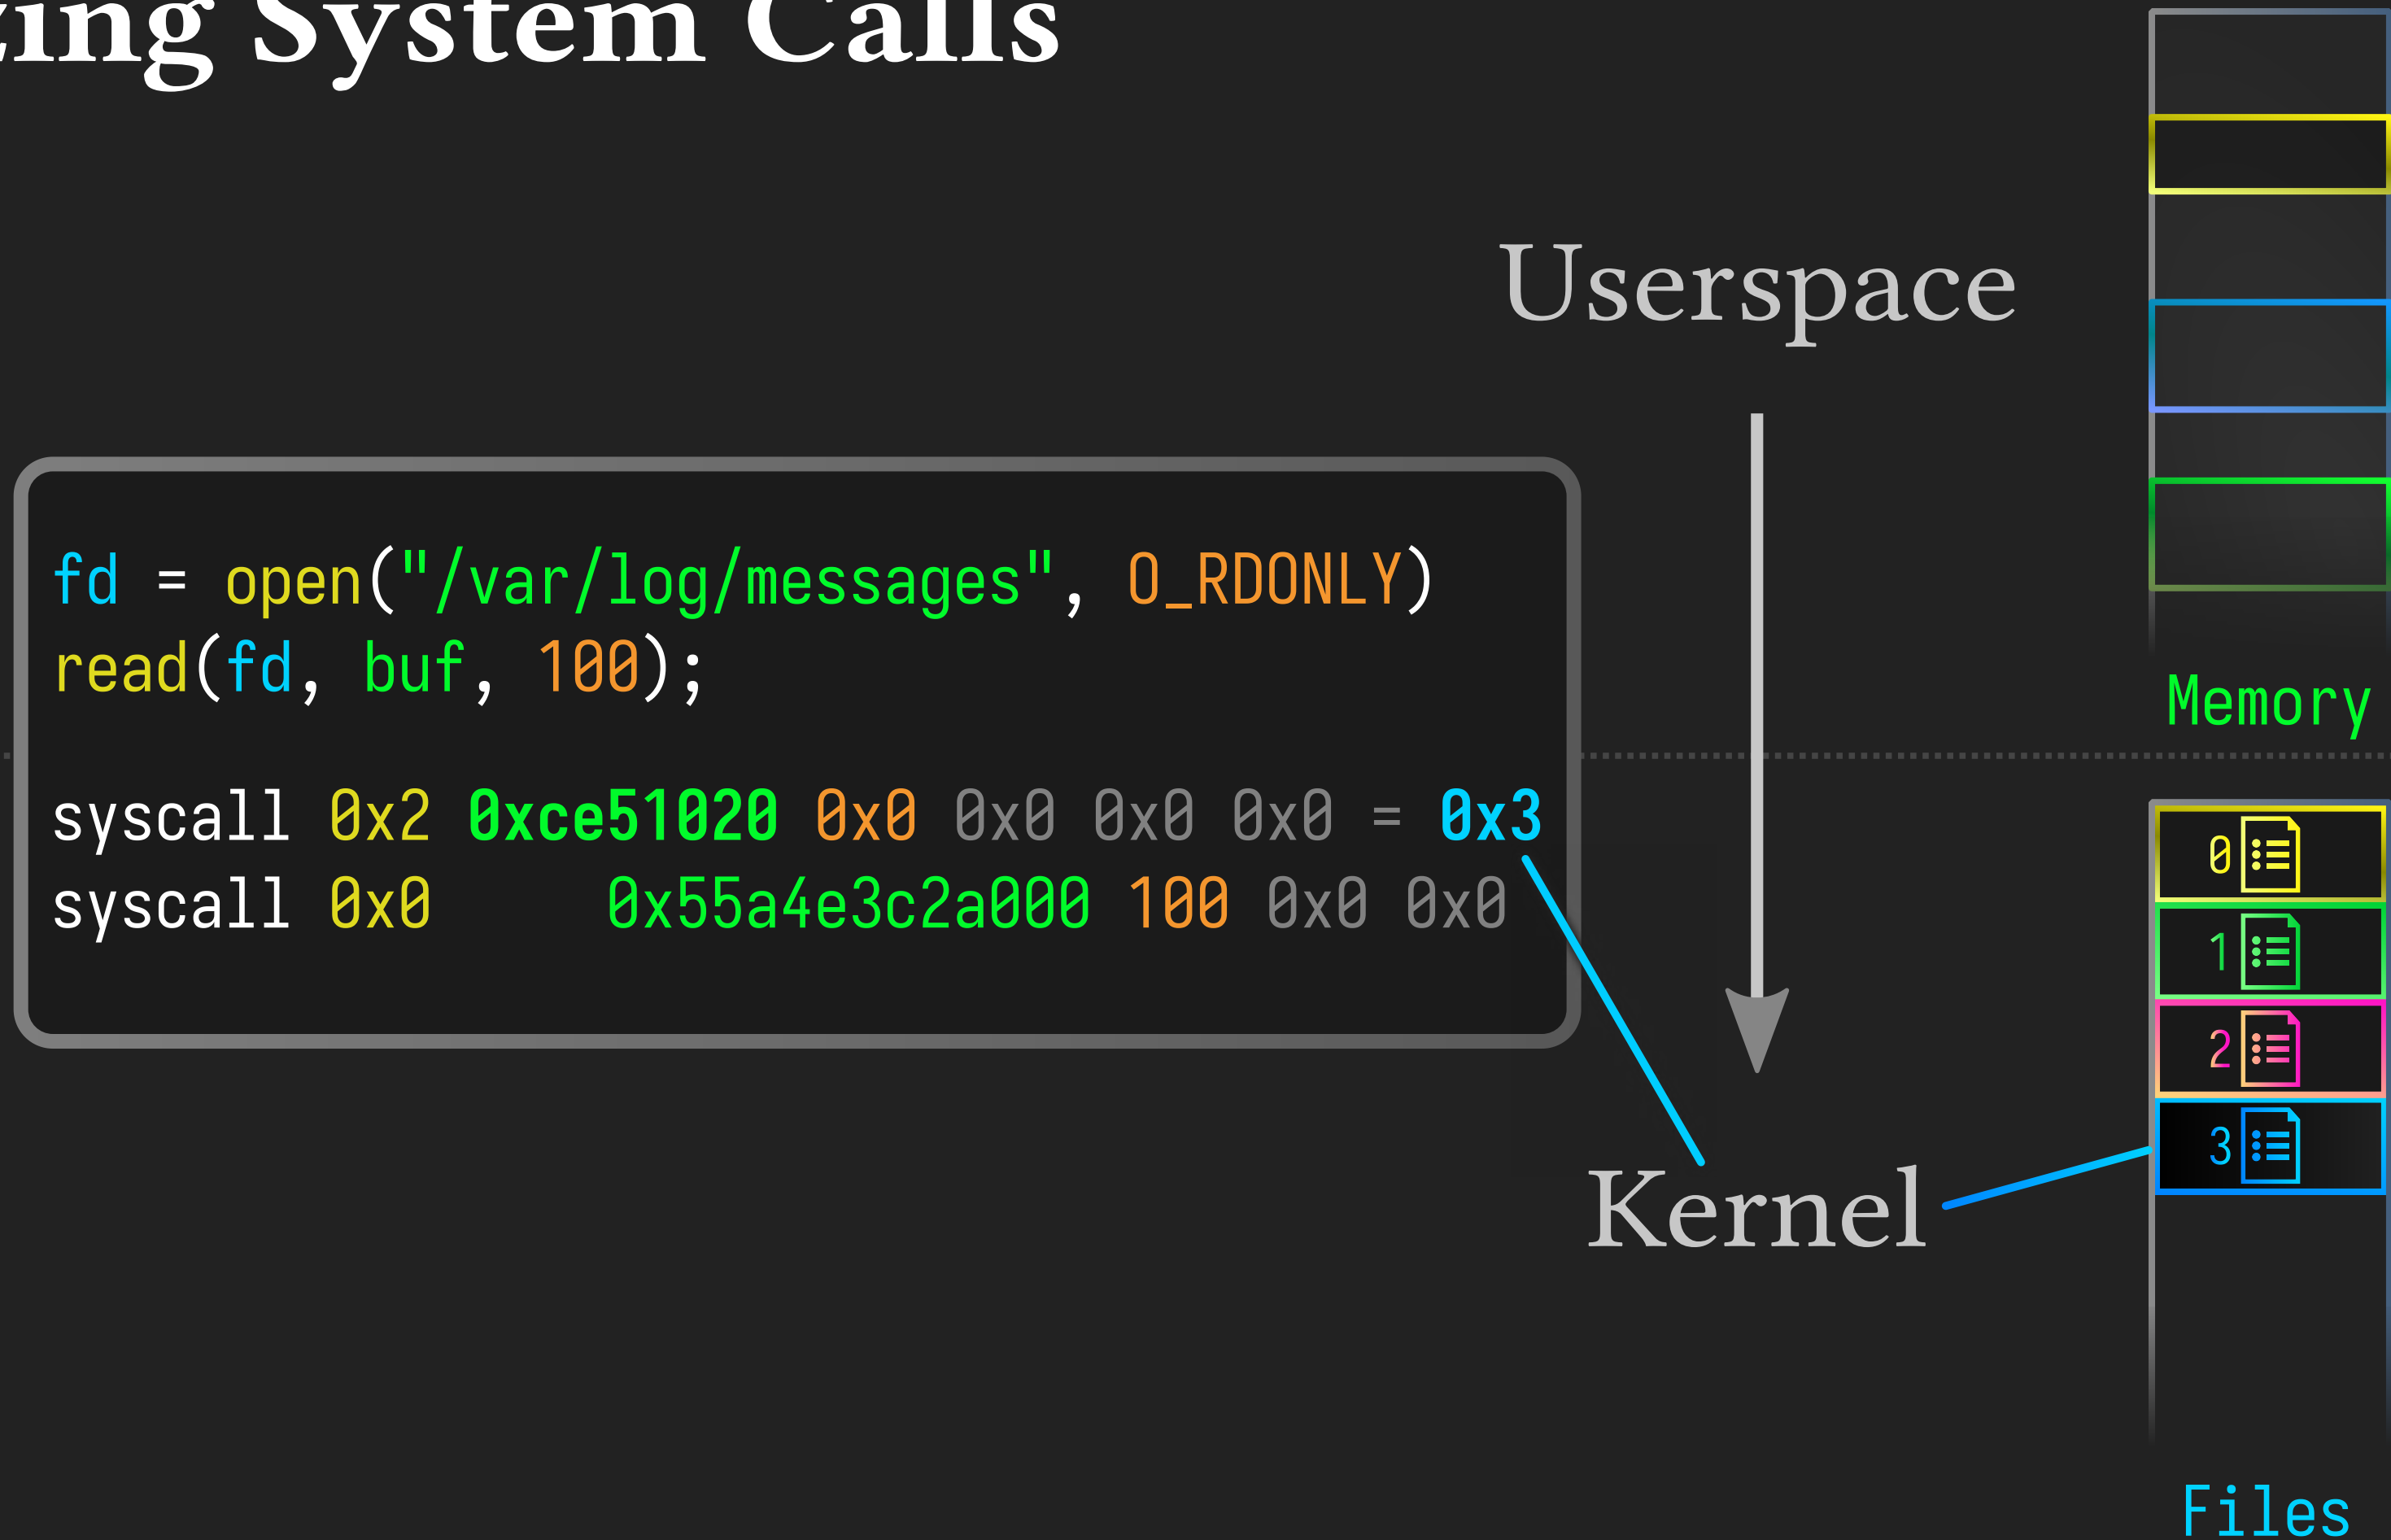 ing System Calls
Userspace
fd = open("/var/log/messages", O_RDONLY)
read(fd, buf, 100);
syscall 0x2 0xce51020 0x0 0x0 0x0 0x0 = 0x3
syscall 0x0 0x55a4e3c2a000 100 0x0 0x0
Memory
0
1
2
3
Kernel
Files